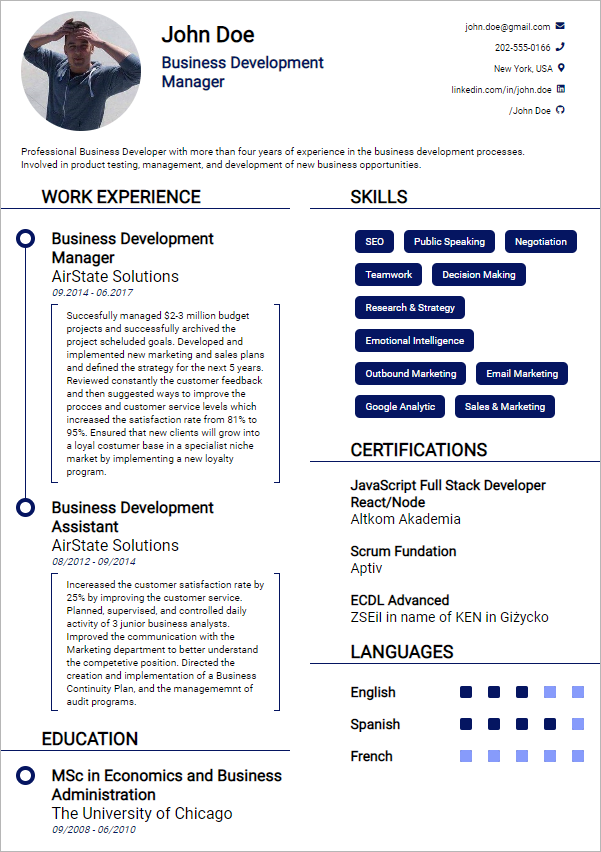 John Doe
Business Development
Manager
john.doe@gmail.com
202-555-0166
New York, USA
linkedin.com/in/john.doe
/John Doe
Professional Business Developer with more than four years of experience in the business development processes.
Involved in product testing, management, and development of new business opportunities.
WORK EXPERIENCE
Business Development
Manager
AirState Solutions
09.2014 - 06.2017
Succesfully managed $2-3 million budget
projects and successfully archived the
project scheluded goals. Developed and
implemented new marketing and sales plans
and defined the strategy for the next 5 years.
Reviewed constantly the customer feedback
and then suggested ways to improve the
procces and customer service levels which
increased the satisfaction rate from 81% to
95%. Ensured that new clients will grow into
a loyal costumer base in a specialist niche
market by implementing a new loyalty
program.
Business Development
Assistant
AirState Solutions
08/2012 - 09/2014
Incereased the customer satisfaction rate by
25% by improving the customer service.
Planned, supervised, and controlled daily
activity of 3 junior business analysts.
Improved the communication with the
Marketing department to better understand
the competetive position. Directed the
creation and implementation of a Business
Continuity Plan, and the managememnt of
audit programs.
EDUCATION
MSc in Economics and Business
Administration
The University of Chicago
09/2008 - 06/2010
SKILLS
SEO Public Speaking Negotiation
Teamwork Decision Making
Research & Strategy
Emotional Intelligence
Outbound Marketing Email Marketing
Google Analytic Sales & Marketing
CERTIFICATIONS
JavaScript Full Stack Developer
React/Node
Altkom Akademia
Scrum Fundation
Aptiv
ECDL Advanced
ZSEiI in name of KEN in Giżycko
LANGUAGES
English
Spanish
French